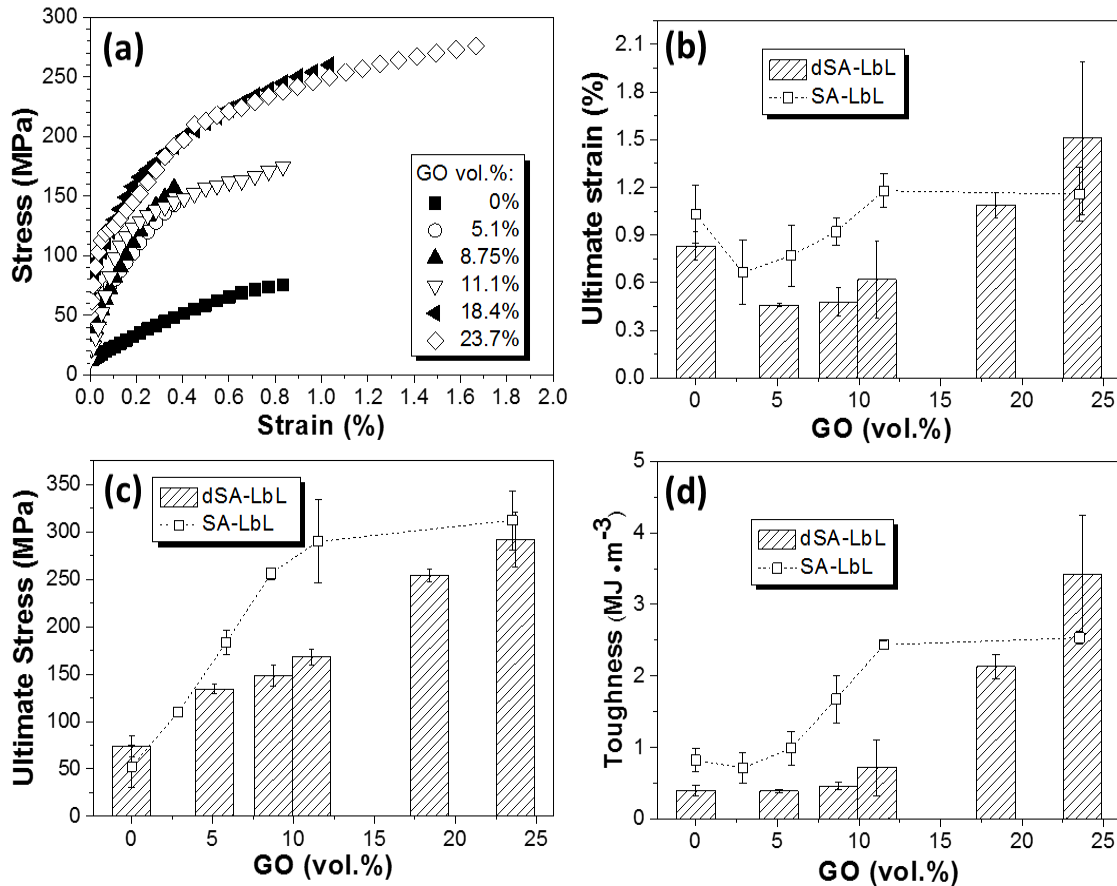 (a)
300
250
200
150
100
50
0
Stress (MPa)
0.0 0.2 0.4 0.6 0.8 1.0 1.2 1.4 1.6 1.8 2.0
Strain (%)
GO vol.%:
0%
5.1%
8.75%
11.1%
18.4%
23.7%
(b)
2.1
1.8
1.5
1.2
0.9
0.6
0.3
0.0
Ultimate strain (%)
dSA-LbL
SA-LbL
0 5 10 15 20 25
GO (vol.%)
(c)
350
300
250
200
150
100
50
0
Ultimate Stress (MPa)
dSA-LbL
SA-LbL
0 5 10 15 20 25
GO (vol.%)
(d)
5
4
3
2
1
0
Toughness (MJ•m⁻³)
dSA-LbL
SA-LbL
0 5 10 15 20 25
GO (vol.%)